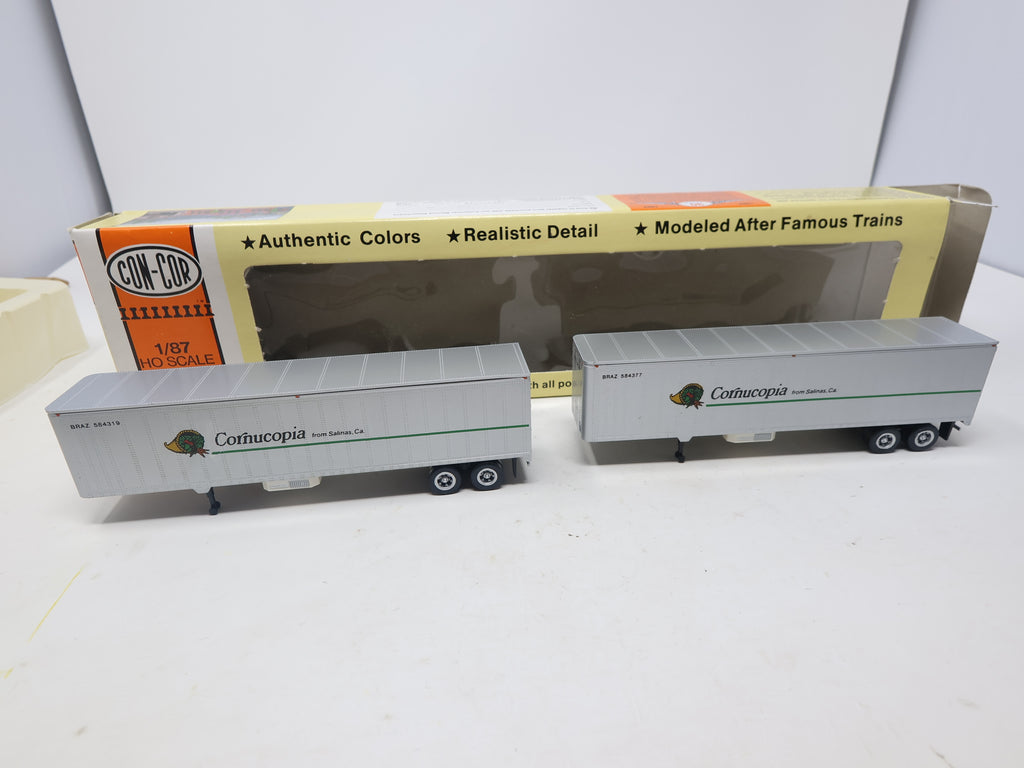 ★Authentic Colors ★Realistic Detail ★ Modeled After Famous Trains
CON-COR
1/87
HO SCALE
BRAZ 584319
Cornucopia from Salinas, Ca.
BRAZ 584377
Cornucopia from Salinas, Ca.